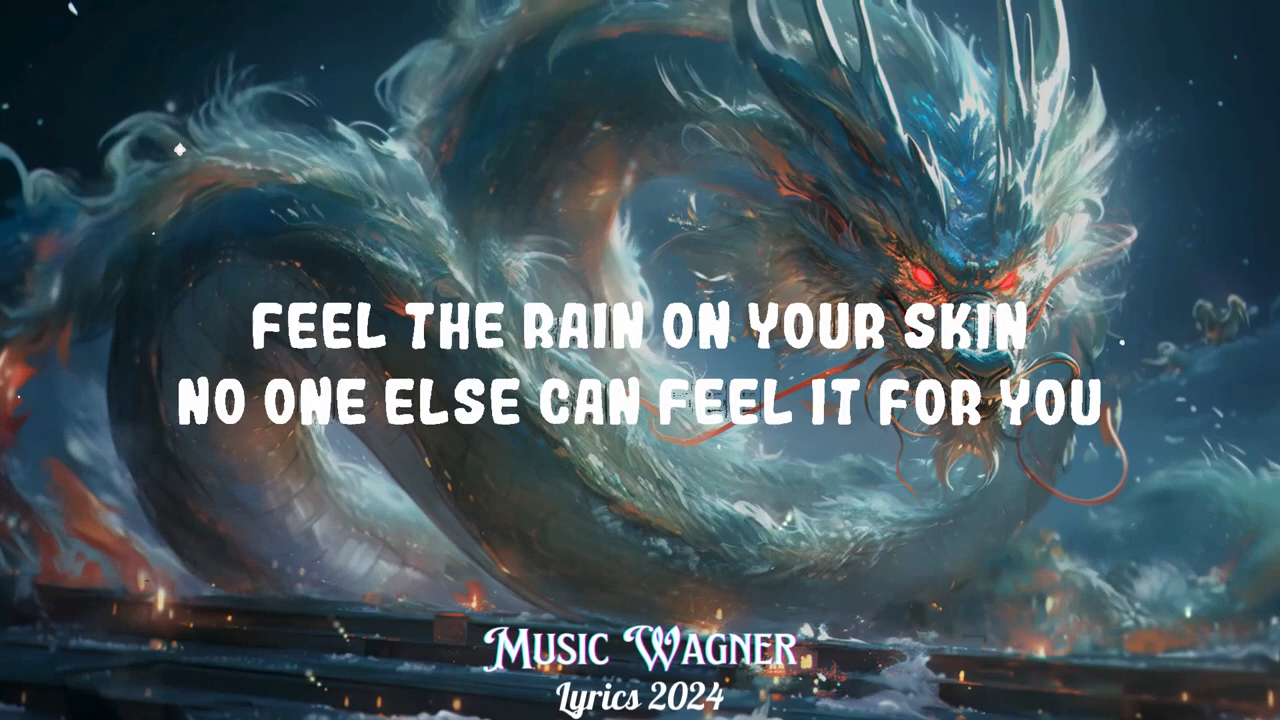 FEEL THE RAIN ON YOUR SKIN
NO ONE ELSE CAN FEEL IT FOR YOU
MUSIC WAGNER
Lyrics 2024